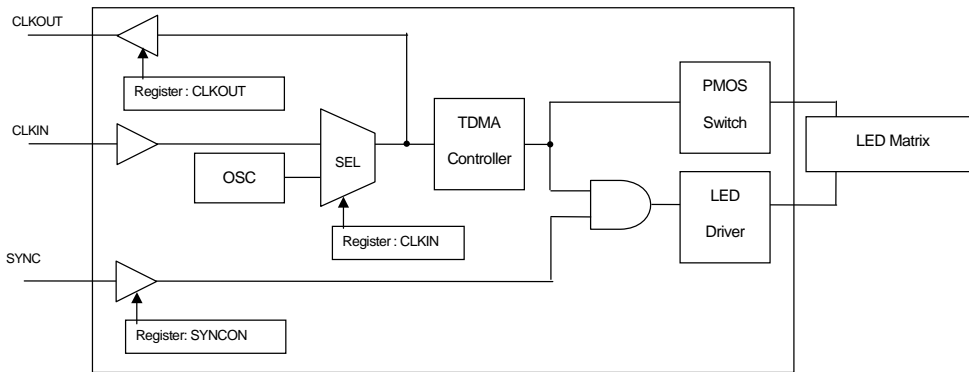 CLKOUT
Register : CLKOUT
CLKIN
OSC
SEL
Register : CLKIN
TDMA
Controller
PMOS
Switch
LED Matrix
LED
Driver
SYNC
Register: SYNCON